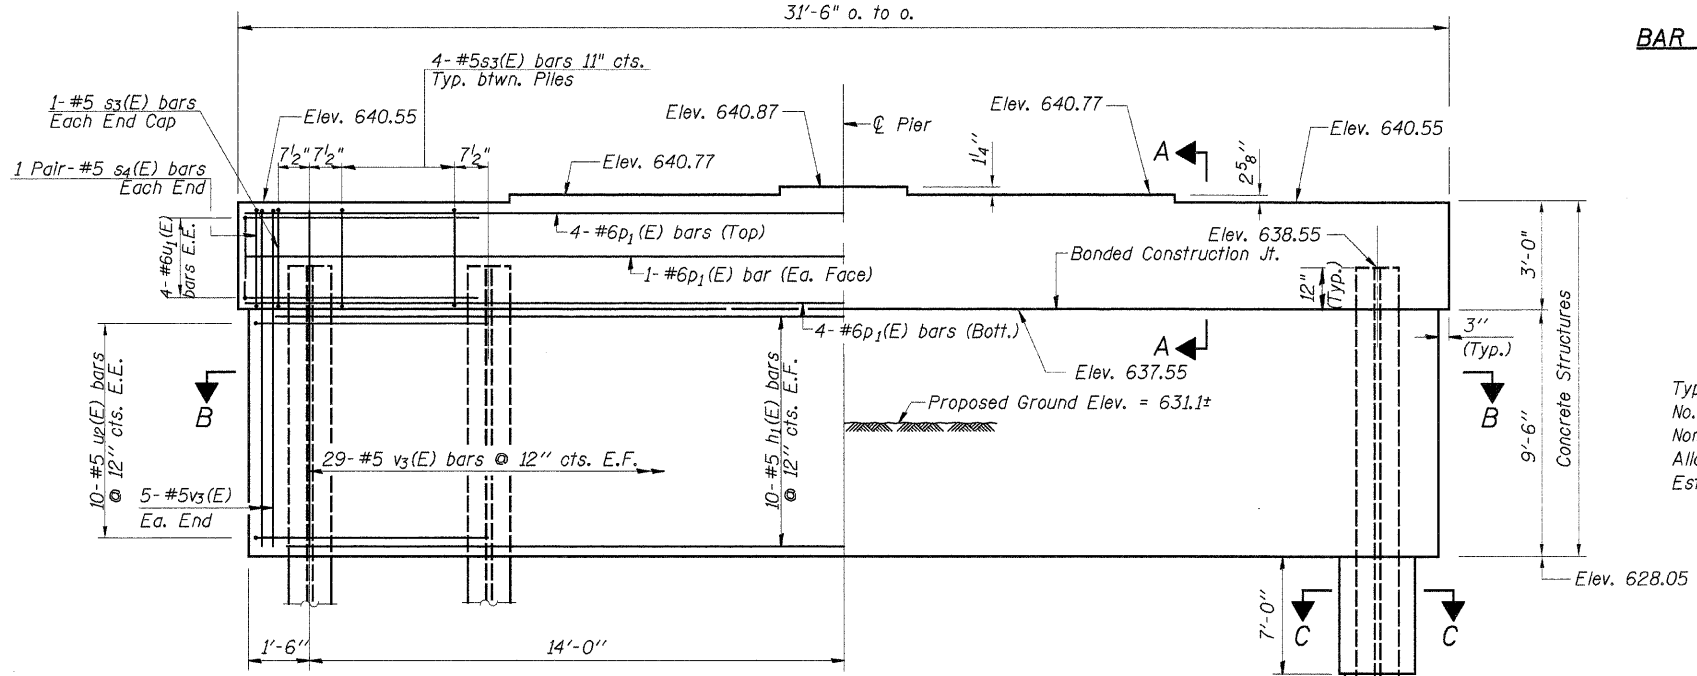 31'-6" o. to o.
BAR
4- #5s3(E) bars 11" cts.
Typ. btwn. Piles
1- #5 s3(E) bars
Each End Cap
Elev. 640.55
Elev. 640.87
℄ Pier
Elev. 640.77
Elev. 640.55
7½"
7½"
7½"
Elev. 640.77
1¼"
A
2⅝"
1 Pair- #5 s4(E) bars
Each End
4- #6u1(E)
bars E.E.
4- #6p1(E) bars (Top)
Elev. 638.55
Bonded Construction Jt.
1- #6p1(E) bar (Ea. Face)
12"
(Typ.)
3'-0"
4- #6p1(E) bars (Bott.)
A
3"
(Typ.)
Elev. 637.55
Concrete Structures
B
10- #5 u2(E) bars
@ 12" cts. E.E.
10- #5 h1(E) bars
@ 12" cts. E.F.
Proposed Ground Elev. = 631.1±
B
9'-6"
Typ
No.
Nor
Allo
Est
29- #5 v3(E) bars @ 12" cts. E.F.
5- #5v3(E)
Ea. End
Elev. 628.05
C
C
7'-0"
1'-6"
14'-0"